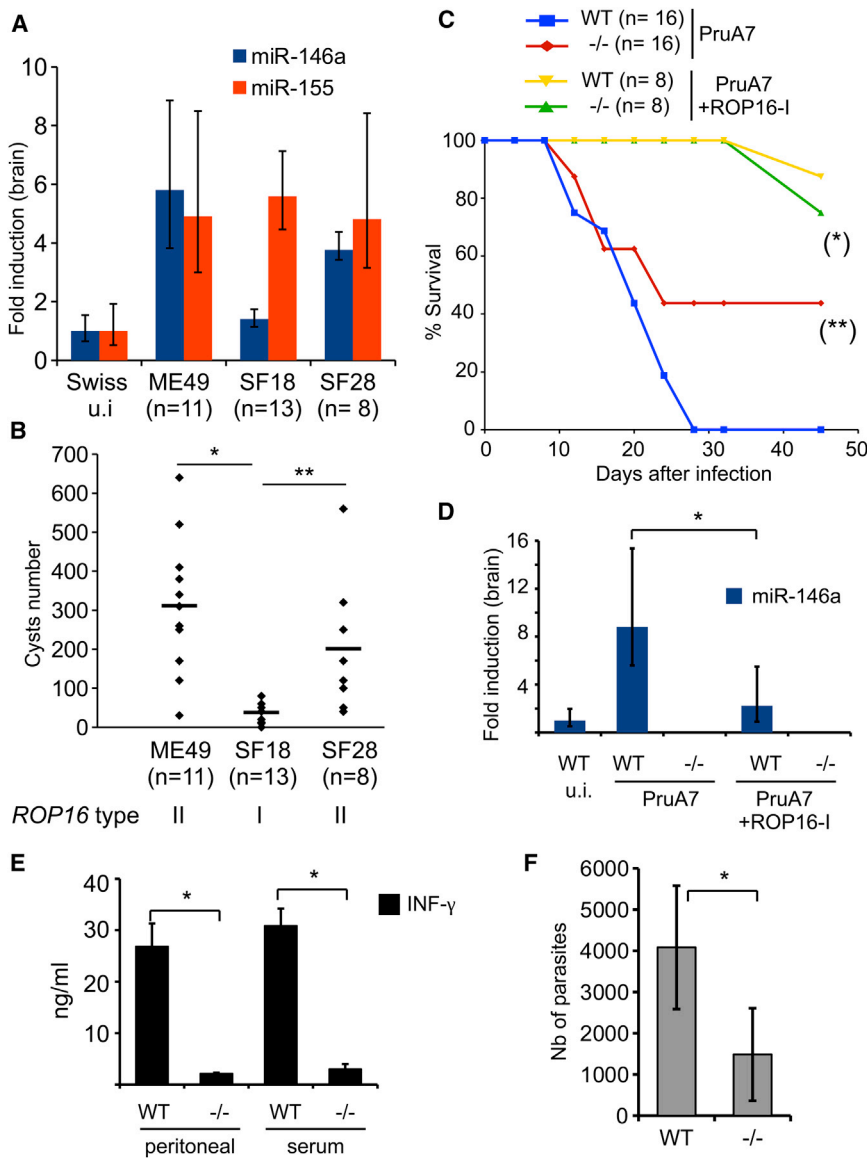 A
miR-146a
miR-155
Fold induction (brain)
10
8
6
4
2
0
Swiss u.i
ME49 (n=11)
SF18 (n=13)
SF28 (n= 8)
B
Cysts number
700
600
500
400
300
200
100
0
*
**
ME49 (n=11)
SF18 (n=13)
SF28 (n=8)
ROP16 type II I II
C
WT (n= 16)
-/- (n= 16)
PruA7
WT (n= 8)
-/- (n= 8)
PruA7 +ROP16-I
% Survival
100
80
60
40
20
0
(*)
(**)
0 10 20 30 40 50
Days after infection
D
Fold induction (brain)
16
12
8
4
*
miR-146a
WT u.i.
WT -/-
PruA7
WT -/-
PruA7 +ROP16-I
E
ng/ml
40
30
20
10
* *
INF-γ
WT -/- WT -/-
peritoneal serum
F
Nb of parasites
6000
5000
4000
3000
2000
1000
0
*
WT -/-